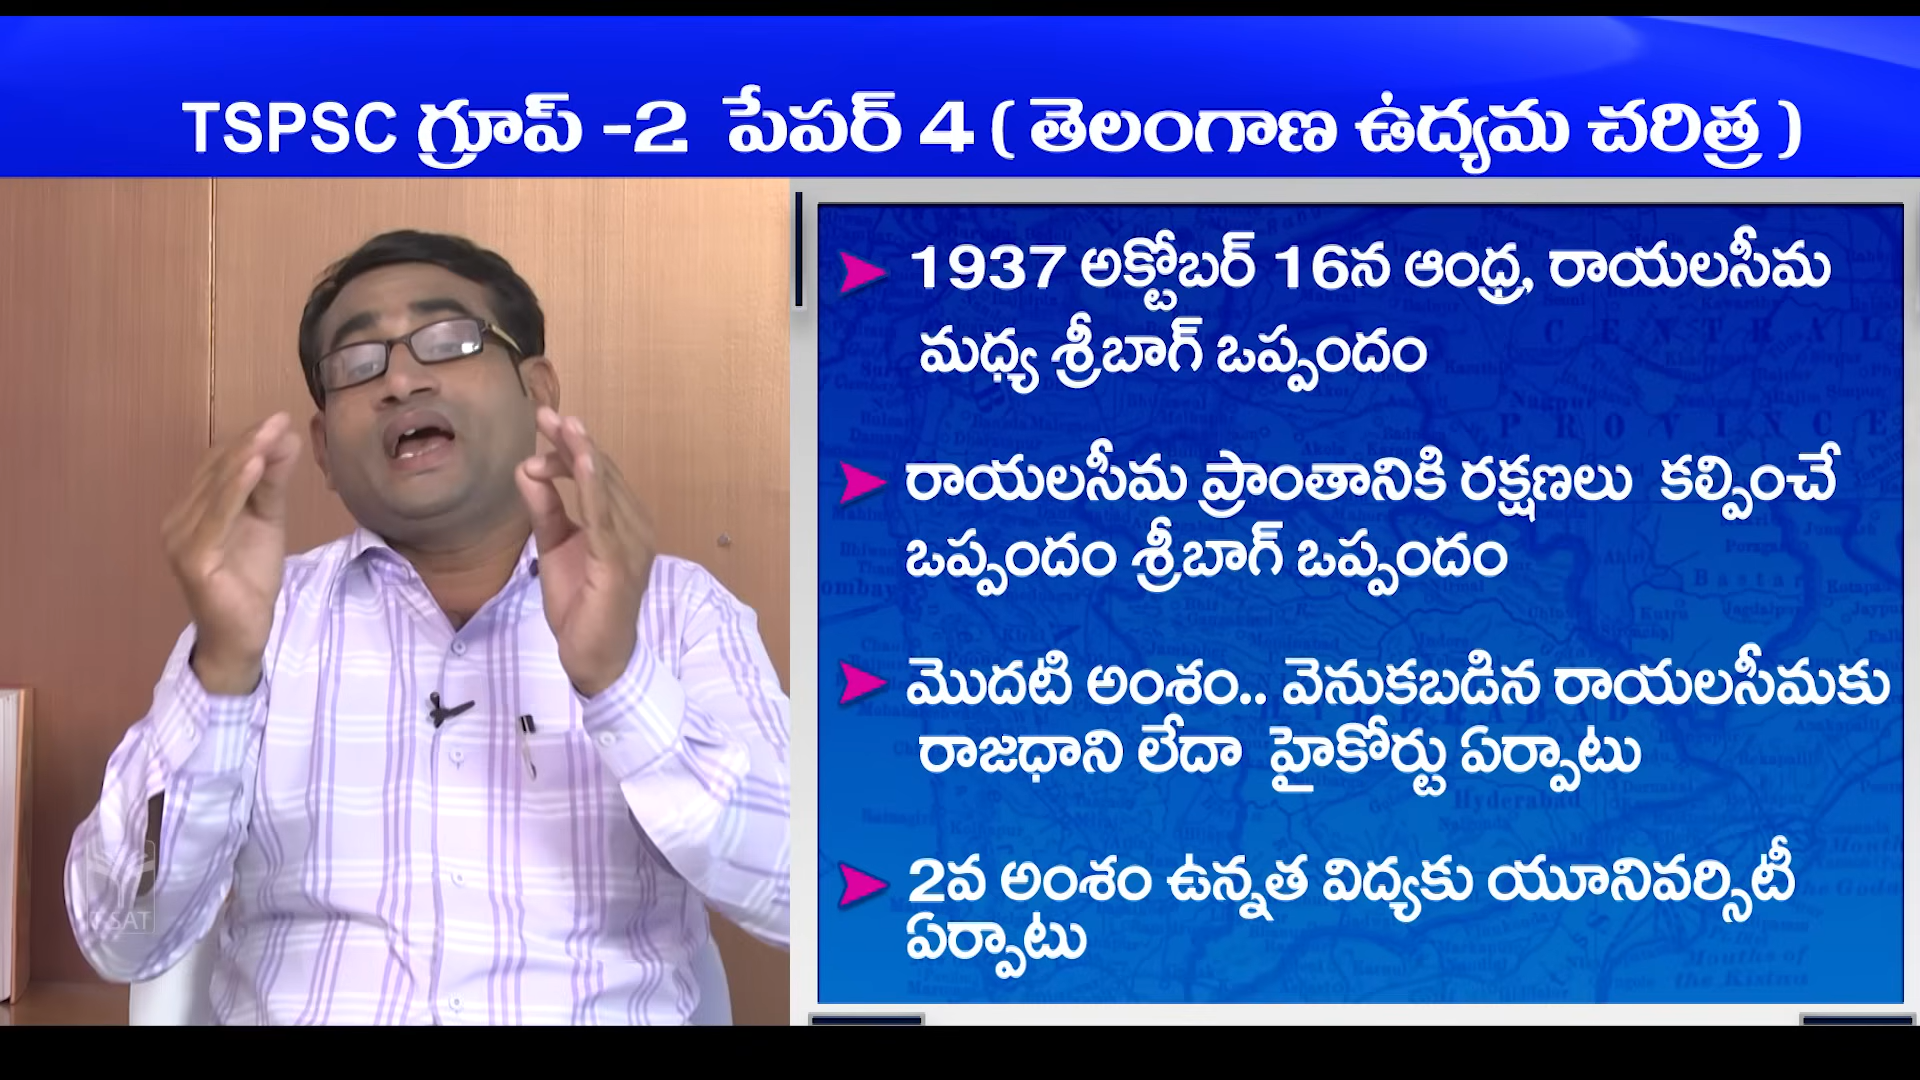 TSPSC గ్రూప్ -2 పేపర్ 4 ( తెలంగాణ ఉద్యమ చరిత్ర )
1937 అక్టోబర్ 16న ఆంధ్ర, రాయలసీమ
మధ్య శ్రీబాగ్ ఒప్పందం
రాయలసీమ ప్రాంతానికి రక్షణలు కల్పించే
ఒప్పందం శ్రీబాగ్ ఒప్పందం
మొదటి అంశం.. వెనుకబడిన రాయలసీమకు
రాజధాని లేదా హైకోర్టు ఏర్పాటు
2వ అంశం ఉన్నత విద్యకు యూనివర్సిటీ
ఏర్పాటు
T-SAT